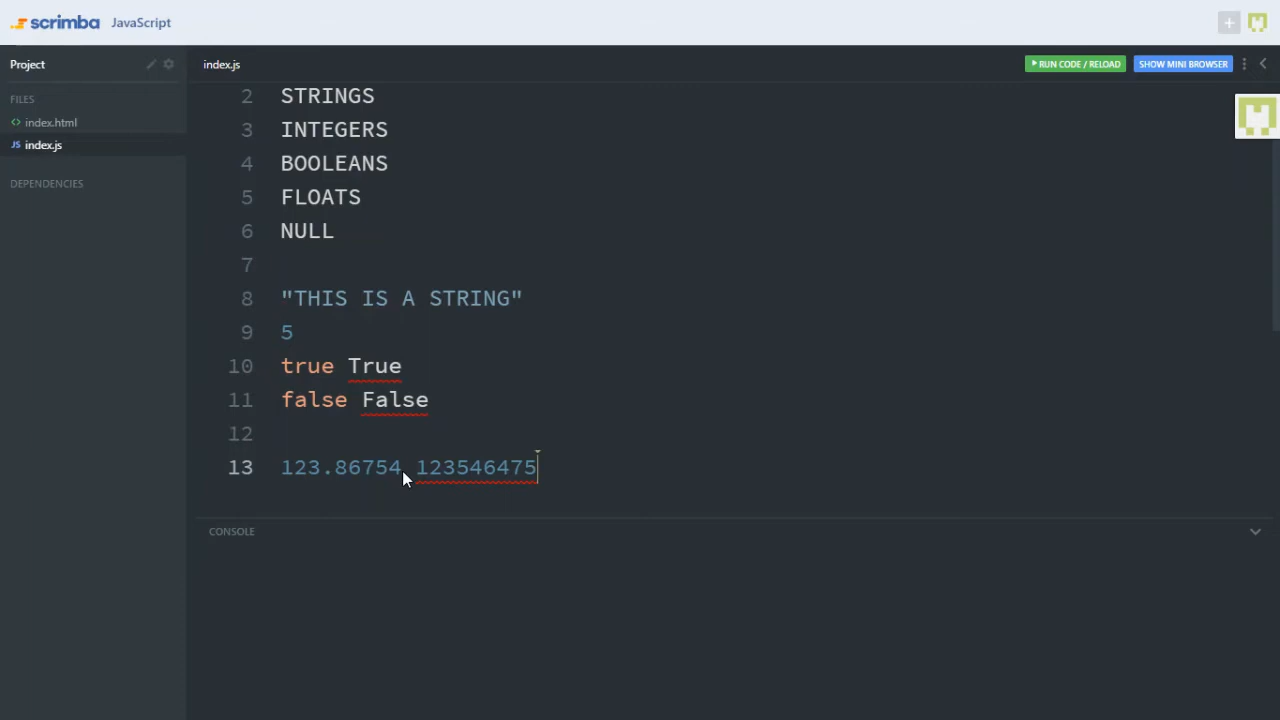 scrimba JavaScript
Project
index.js
RUN CODE / RELOAD
SHOW MINI BROWSER
FILES
index.html
JS index.js
DEPENDENCIES
2 STRINGS
3 INTEGERS
4 BOOLEANS
5 FLOATS
6 NULL
7
8 "THIS IS A STRING"
9 5
10 true True
11 false False
12
13 123.86754 123546475
CONSOLE